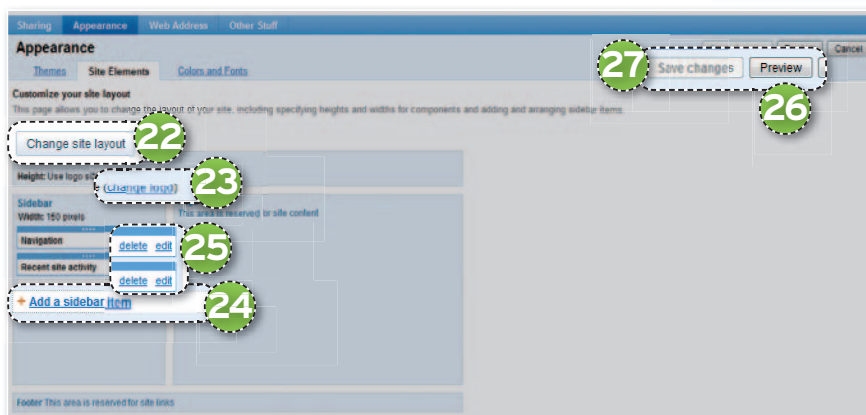 Sharing Appearance Web Address Other Stuff
Appearance
27 Save changes Preview Cancel
Themes Site Elements Colors and Fonts
26
Customize your site layout
This page allows you to change the layout of your site, including specifying heights and widths for components and adding and arranging sidebar items.
Change site layout 22
Height: Use logo
(change logo) 23
Sidebar
Width: 150 pixels
This area is reserved for site content
Navigation delete edit 25
Recent site activity delete edit
+ Add a sidebar item 24
Footer This area is reserved for site links